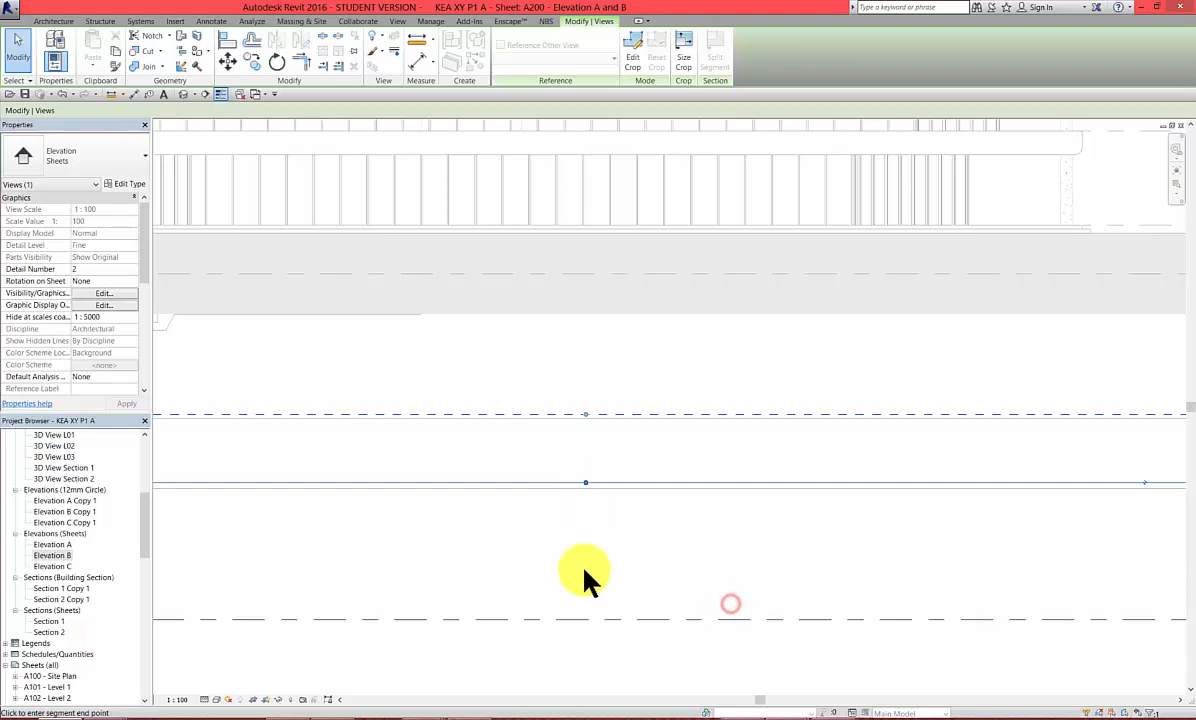 Autodesk Revit 2016 - STUDENT VERSION - KEA XY P1 A - Sheet: A200 - Elevation A and B
Type a keyword or phrase
Sign In
Architecture
Structure
Systems
Insert
Annotate
Analyze
Massing & Site
Collaborate
View
Manage
Add-Ins
Enscape™
NBS
Modify | Views
Modify
Paste
Notch
Cut
Join
Reference Other View
Edit Crop
Reset Crop
Size Crop
Split Segment
Select
Properties
Clipboard
Geometry
Modify
View
Measure
Create
Reference
Mode
Crop
Section
Modify | Views
Properties
Elevation
Sheets
Views (1)
Edit Type
Graphics
View Scale 1 : 100
Scale Value 1: 100
Display Model Normal
Detail Level Fine
Parts Visibility Show Original
Detail Number 2
Rotation on Sheet None
Visibility/Graphics... Edit...
Graphic Display O... Edit...
Hide at scales coa... 1 : 5000
Discipline Architectural
Show Hidden Lines By Discipline
Color Scheme Loc... Background
Color Scheme <none>
Default Analysis ... None
Reference Label
Properties help
Apply
Project Browser - KEA XY P1 A
3D View L01
3D View L02
3D View L03
3D View Section 1
3D View Section 2
Elevations (12mm Circle)
Elevation A Copy 1
Elevation B Copy 1
Elevation C Copy 1
Elevations (Sheets)
Elevation A
Elevation B
Elevation C
Sections (Building Section)
Section 1 Copy 1
Section 2 Copy 1
Sections (Sheets)
Section 1
Section 2
Legends
Schedules/Quantities
Sheets (all)
A100 - Site Plan
A101 - Level 1
A102 - Level 2
1 : 100
Click to enter segment end point
:0
Main Model